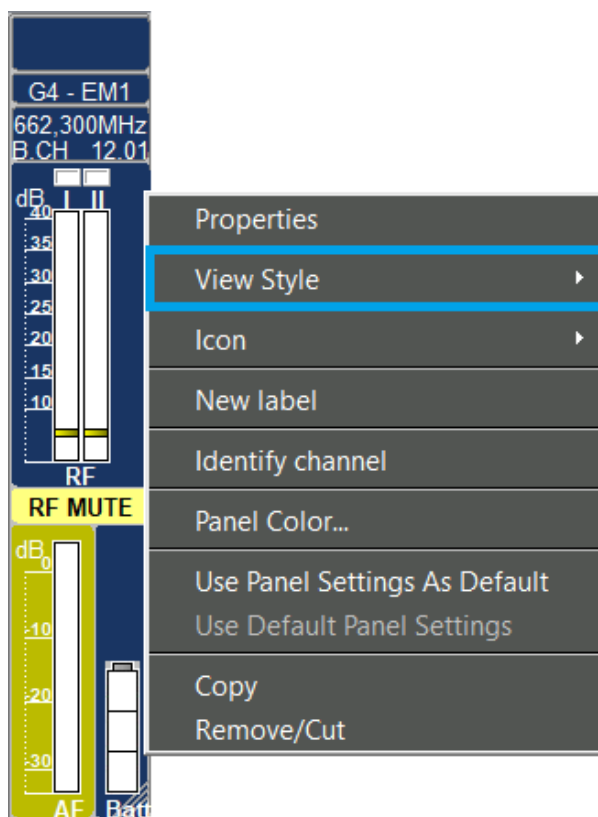 G4 - EM1
662,300MHz
B.CH 12.01
dB I II
40
35
30
25
20
15
10
RF
RF MUTE
dB
0
-10
-20
-30
AF Batt
Properties
View Style
Icon
New label
Identify channel
Panel Color...
Use Panel Settings As Default
Use Default Panel Settings
Copy
Remove/Cut